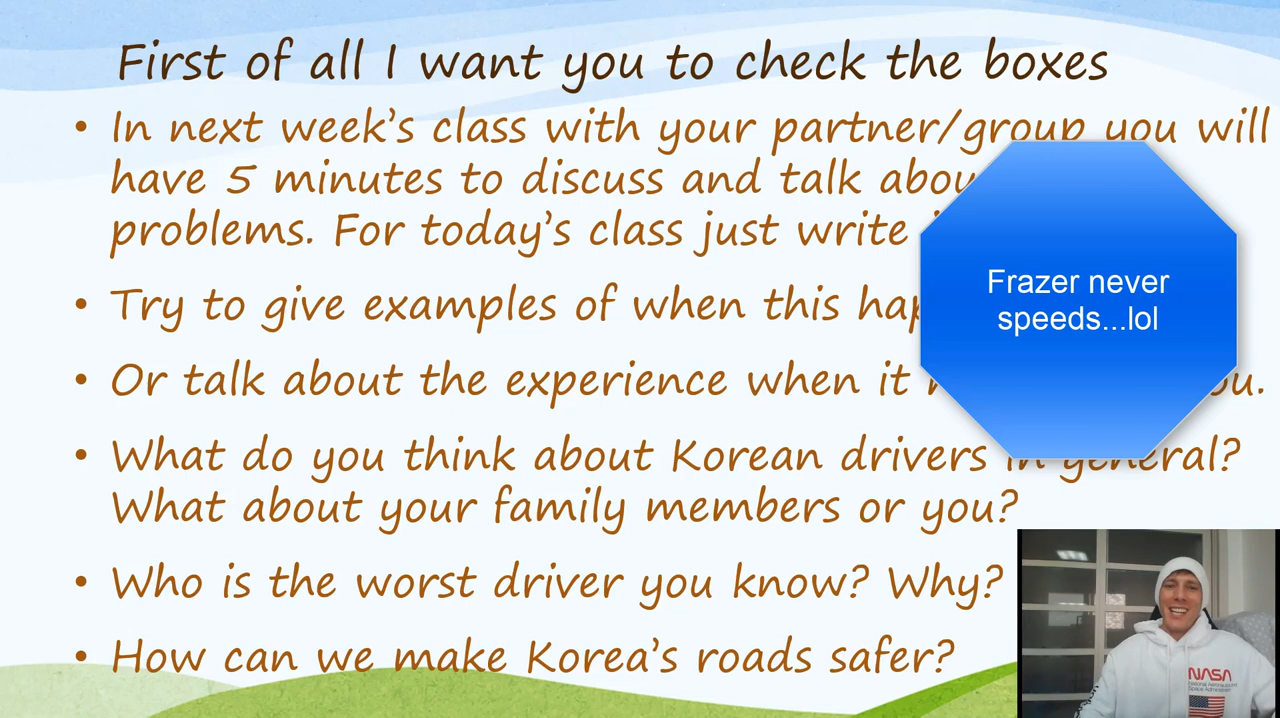 First of all I want you to check the boxes
• In next week's class with your partner/group you will
have 5 minutes to discuss and talk abou
problems. For today's class just write
• Try to give examples of when this hap
• Or talk about the experience when it you.
• What do you think about Korean drivers in general?
What about your family members or you?
• Who is the worst driver you know? Why?
• How can we make Korea's roads safer?
Frazer never
speeds...lol
NASA